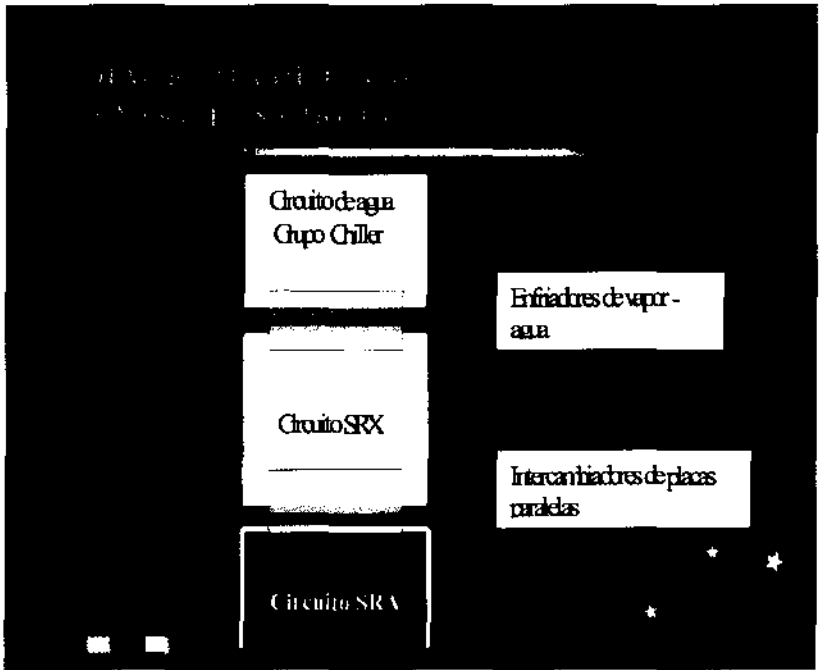 Circuito de agua
Grupo Chiller
Enfriadores de vapor -
agua
Circuito SRX
Intercambiadores de placas
paralelas
Circuito SRA